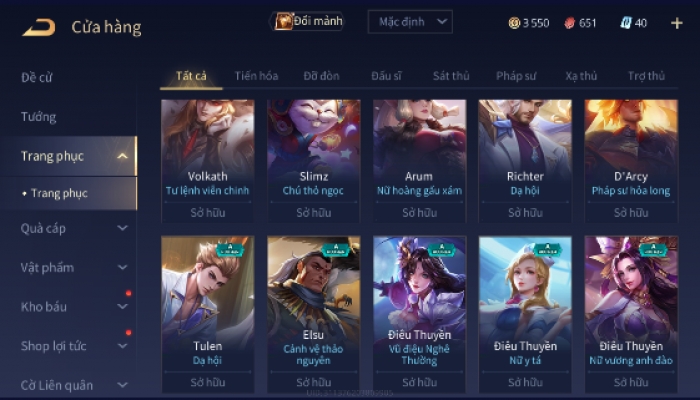 Cửa hàng
Đổi mảnh
Mặc định
3 550
651
40
Đề cử
Tướng
Trang phục
Trang phục
Quà cáp
Vật phẩm
Kho báu
Shop lợi tức
Cờ Liên quân
Tất cả Tiến hóa Đỡ đòn Đấu sĩ Sát thủ Pháp sư Xạ thủ Trợ thủ
Volkath
Tư lệnh viễn chinh
Sở hữu
Slimz
Chú thỏ ngọc
Sở hữu
Arum
Nữ hoàng gấu xám
Sở hữu
Richter
Dạ hội
Sở hữu
D'Arcy
Pháp sư hỏa long
Sở hữu
A
Tulen
Dạ hội
Sở hữu
A
Elsu
Cảnh vệ thảo
nguyên
Sở hữu
A
Điêu Thuyền
Vũ điệu Nghê
Thường
Sở hữu
A
Điêu Thuyền
Nữ y tá
Sở hữu
A
Điêu Thuyền
Nữ vương anh đào
Sở hữu